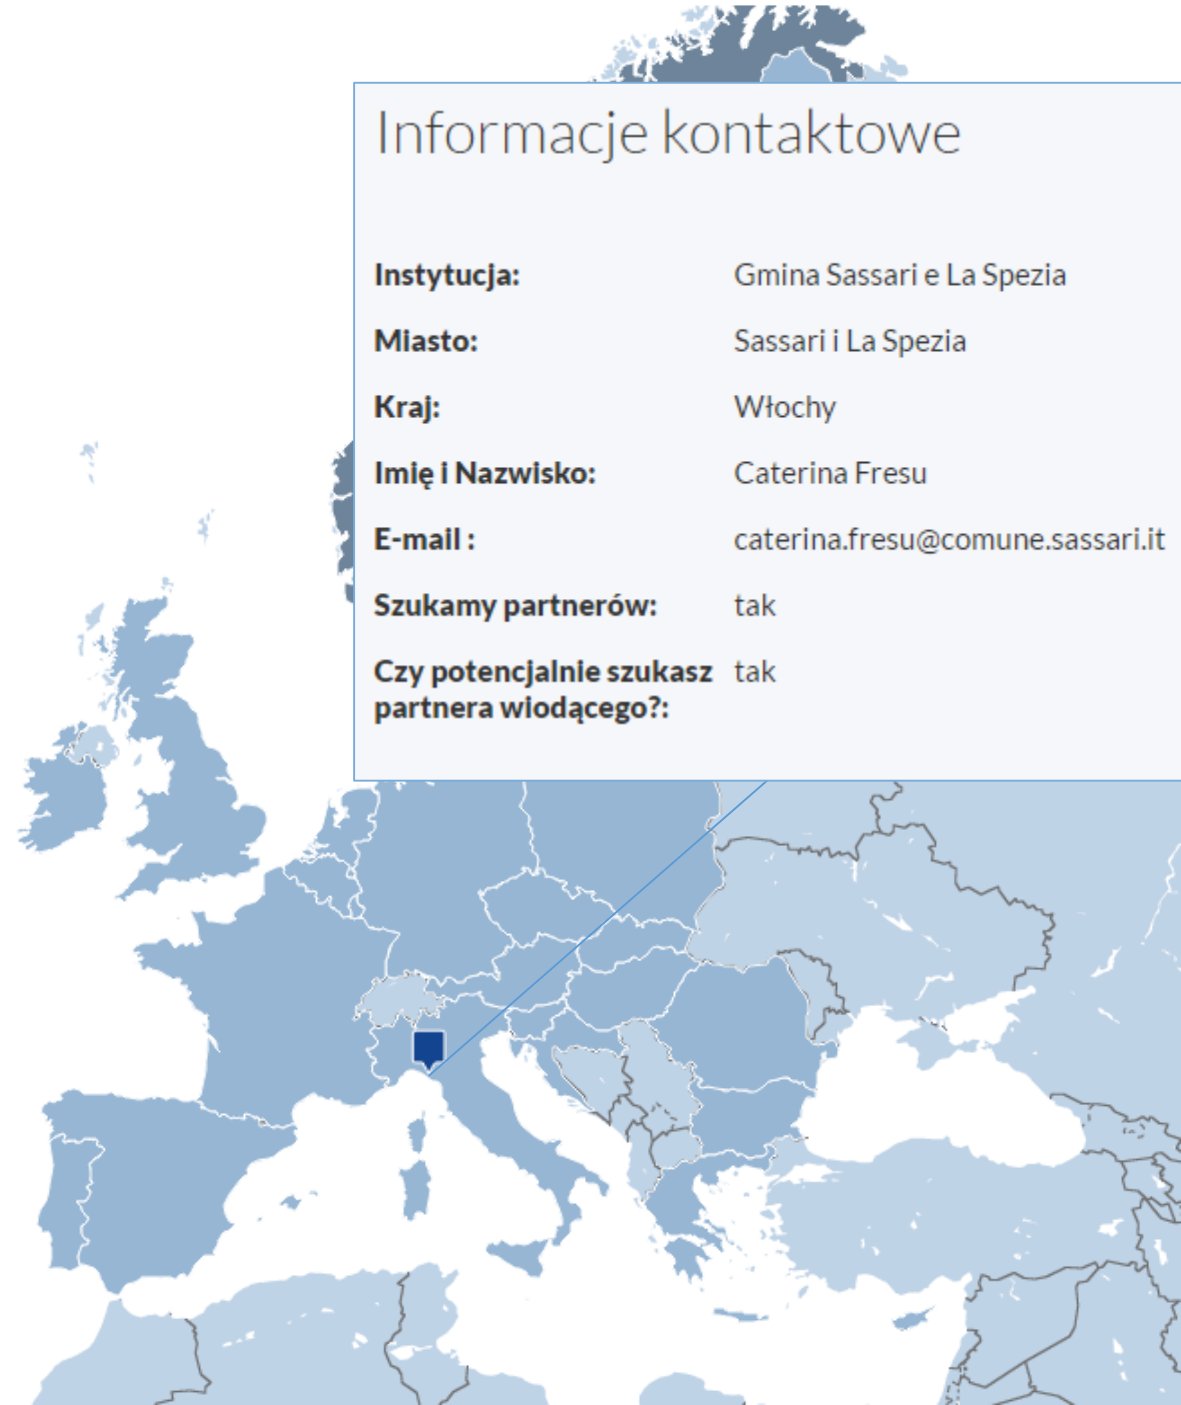 Informacje kontaktowe
Instytucja: Gmina Sassari e La Spezia
Miasto: Sassari i La Spezia
Kraj: Włochy
Imię i Nazwisko: Caterina Fresu
E-mail : caterina.fresu@comune.sassari.it
Szukamy partnerów: tak
Czy potencjalnie szukasz tak
partnera wiodącego?: